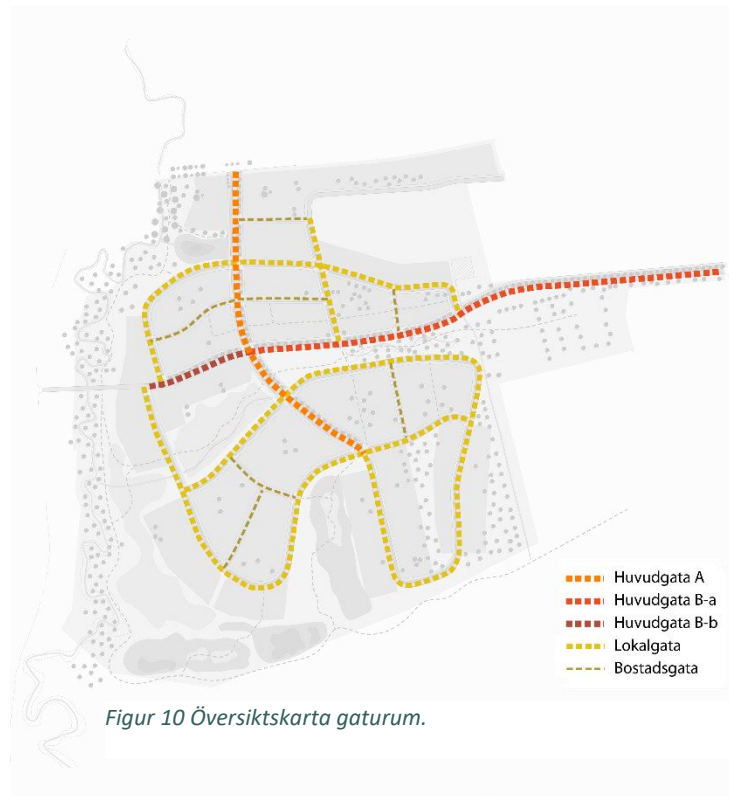 Huvudgata A
Huvudgata B-a
Huvudgata B-b
Lokalgata
Bostadsgata
Figur 10 Översiktskarta gaturum.